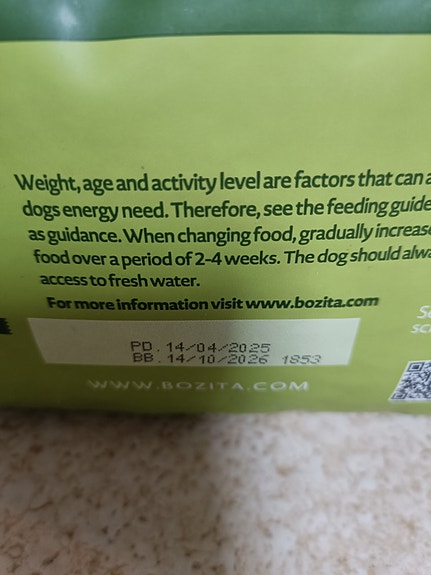 Weight, age and activity level are factors that can a
dogs energy need. Therefore, see the feeding guide
as guidance. When changing food, gradually increase
food over a period of 2-4 weeks. The dog should alwa
access to fresh water.
For more information visit www.bozita.com
PD. 14/04/2025
BB. 14/10/2026 1853
WWW.BOZITA.COM